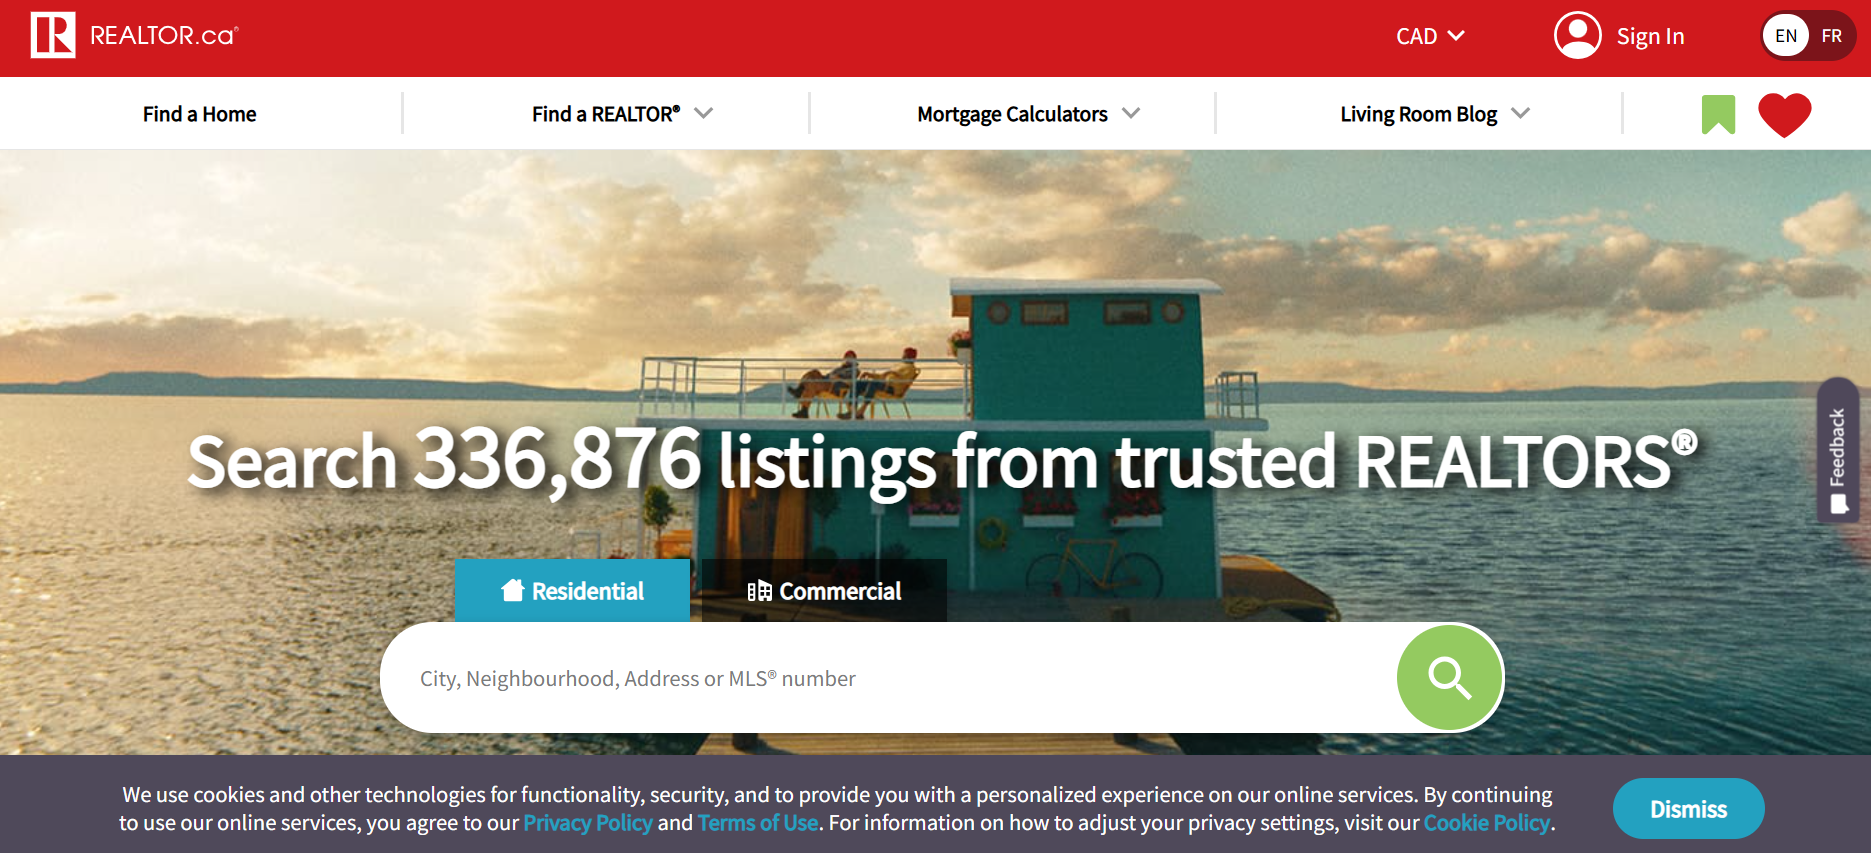 REALTOR.ca®
CAD
Sign In
EN FR
Find a Home
Find a REALTOR®
Mortgage Calculators
Living Room Blog
Search 336,876 listings from trusted REALTORS®
Feedback
Residential
Commercial
City, Neighbourhood, Address or MLS® number
We use cookies and other technologies for functionality, security, and to provide you with a personalized experience on our online services. By continuing
to use our online services, you agree to our Privacy Policy and Terms of Use. For information on how to adjust your privacy settings, visit our Cookie Policy.
Dismiss